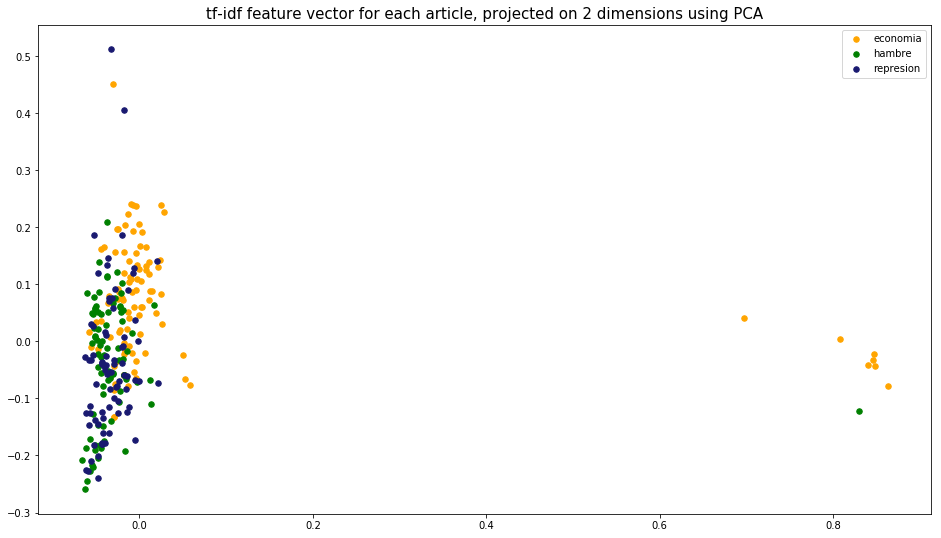 tf-idf feature vector for each article, projected on 2 dimensions using PCA
economia
hambre
represion
0.5
0.4
0.3
0.2
0.1
0.0
−0.1
−0.2
−0.3
0.0 0.2 0.4 0.6 0.8